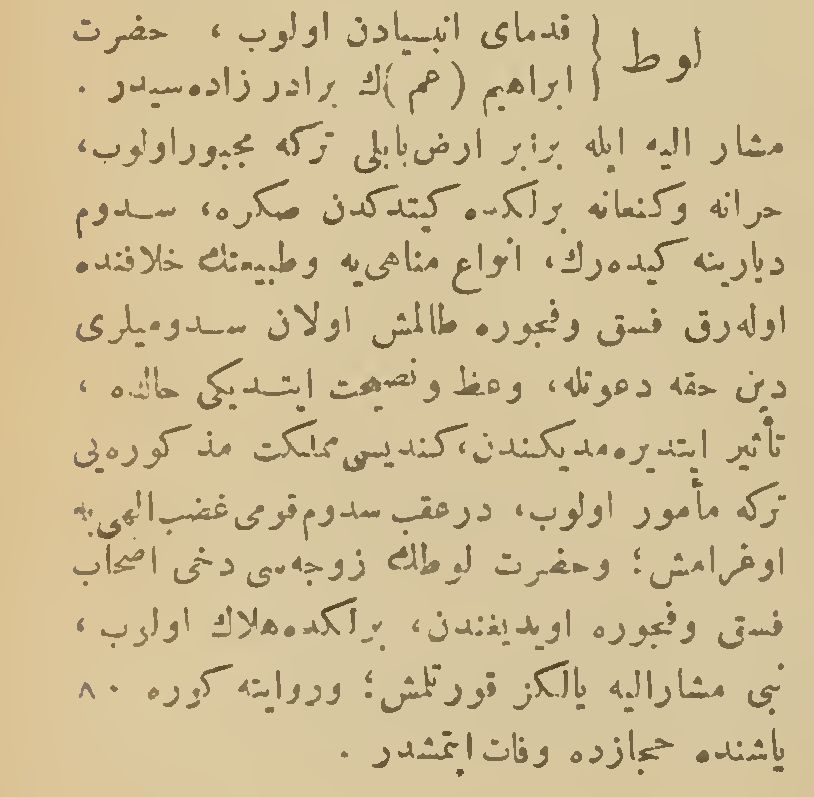 لوط { قدمای انبیادن اولوب ، حضرت
ابراهیم (عم)ك برادر زاده‌سیدر .
مشار الیه ایله برابر ارض‌بابلی ترکه مجبوراولوب،
حرانه وکنعانه برلکده کیتدکدن صکره، سدوم
دیارینه کیده‌رك، انواع مناهی‌یه وطبیعتك خلافنده
اوله‌رق فسق وفجوره طالمش اولان سدومیلری
دین حقه دعوتله، وعظ ونصیحت ایتدیکی حالده ،
تأثیر ایتدیره‌مدیکندن،کندیسی مملکت مذکوره‌یی
ترکه مأمور اولوب، درعقب سدوم قومی غضب‌الهی‌یه
اوغرامش؛ وحضرت لوطك زوجه‌سی دخی اصحاب
فسق وفجوره اویدیغندن، برلکده‌هلاك اولوب ،
نبی مشارالیه یالکز قورتلمش؛ وروایته کوره ٨٠
یاشنده حجازده وفات ایتمشدر .